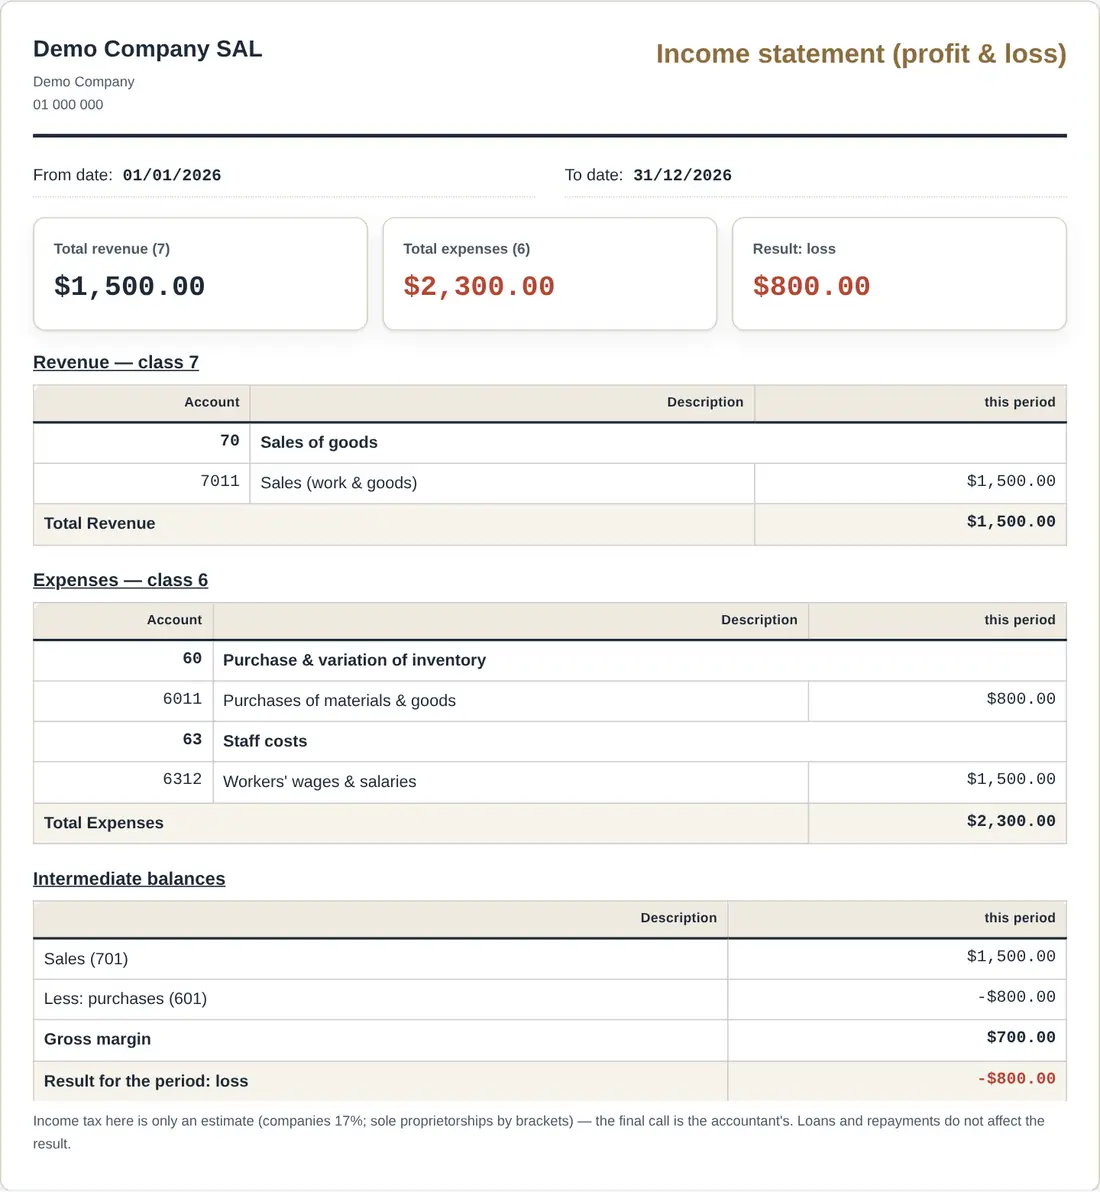 Demo Company SAL
Income statement (profit & loss)
Demo Company
01 000 000
From date: 01/01/2026
To date: 31/12/2026
Total revenue (7)
$1,500.00
Total expenses (6)
$2,300.00
Result: loss
$800.00
Revenue — class 7
Account Description this period
70 Sales of goods
7011 Sales (work & goods) $1,500.00
Total Revenue $1,500.00
Expenses — class 6
Account Description this period
60 Purchase & variation of inventory
6011 Purchases of materials & goods $800.00
63 Staff costs
6312 Workers' wages & salaries $1,500.00
Total Expenses $2,300.00
Intermediate balances
Description this period
Sales (701) $1,500.00
Less: purchases (601) -$800.00
Gross margin $700.00
Result for the period: loss -$800.00
Income tax here is only an estimate (companies 17%; sole proprietorships by brackets) — the final call is the accountant's. Loans and repayments do not affect the
result.